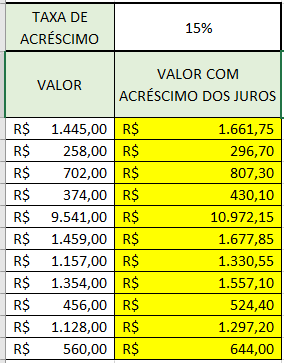 TAXA DE
ACRÉSCIMO
15%
VALOR
VALOR COM
ACRÉSCIMO DOS JUROS
R$ 1.445,00 R$ 1.661,75
R$ 258,00 R$ 296,70
R$ 702,00 R$ 807,30
R$ 374,00 R$ 430,10
R$ 9.541,00 R$ 10.972,15
R$ 1.459,00 R$ 1.677,85
R$ 1.157,00 R$ 1.330,55
R$ 1.354,00 R$ 1.557,10
R$ 456,00 R$ 524,40
R$ 1.128,00 R$ 1.297,20
R$ 560,00 R$ 644,00